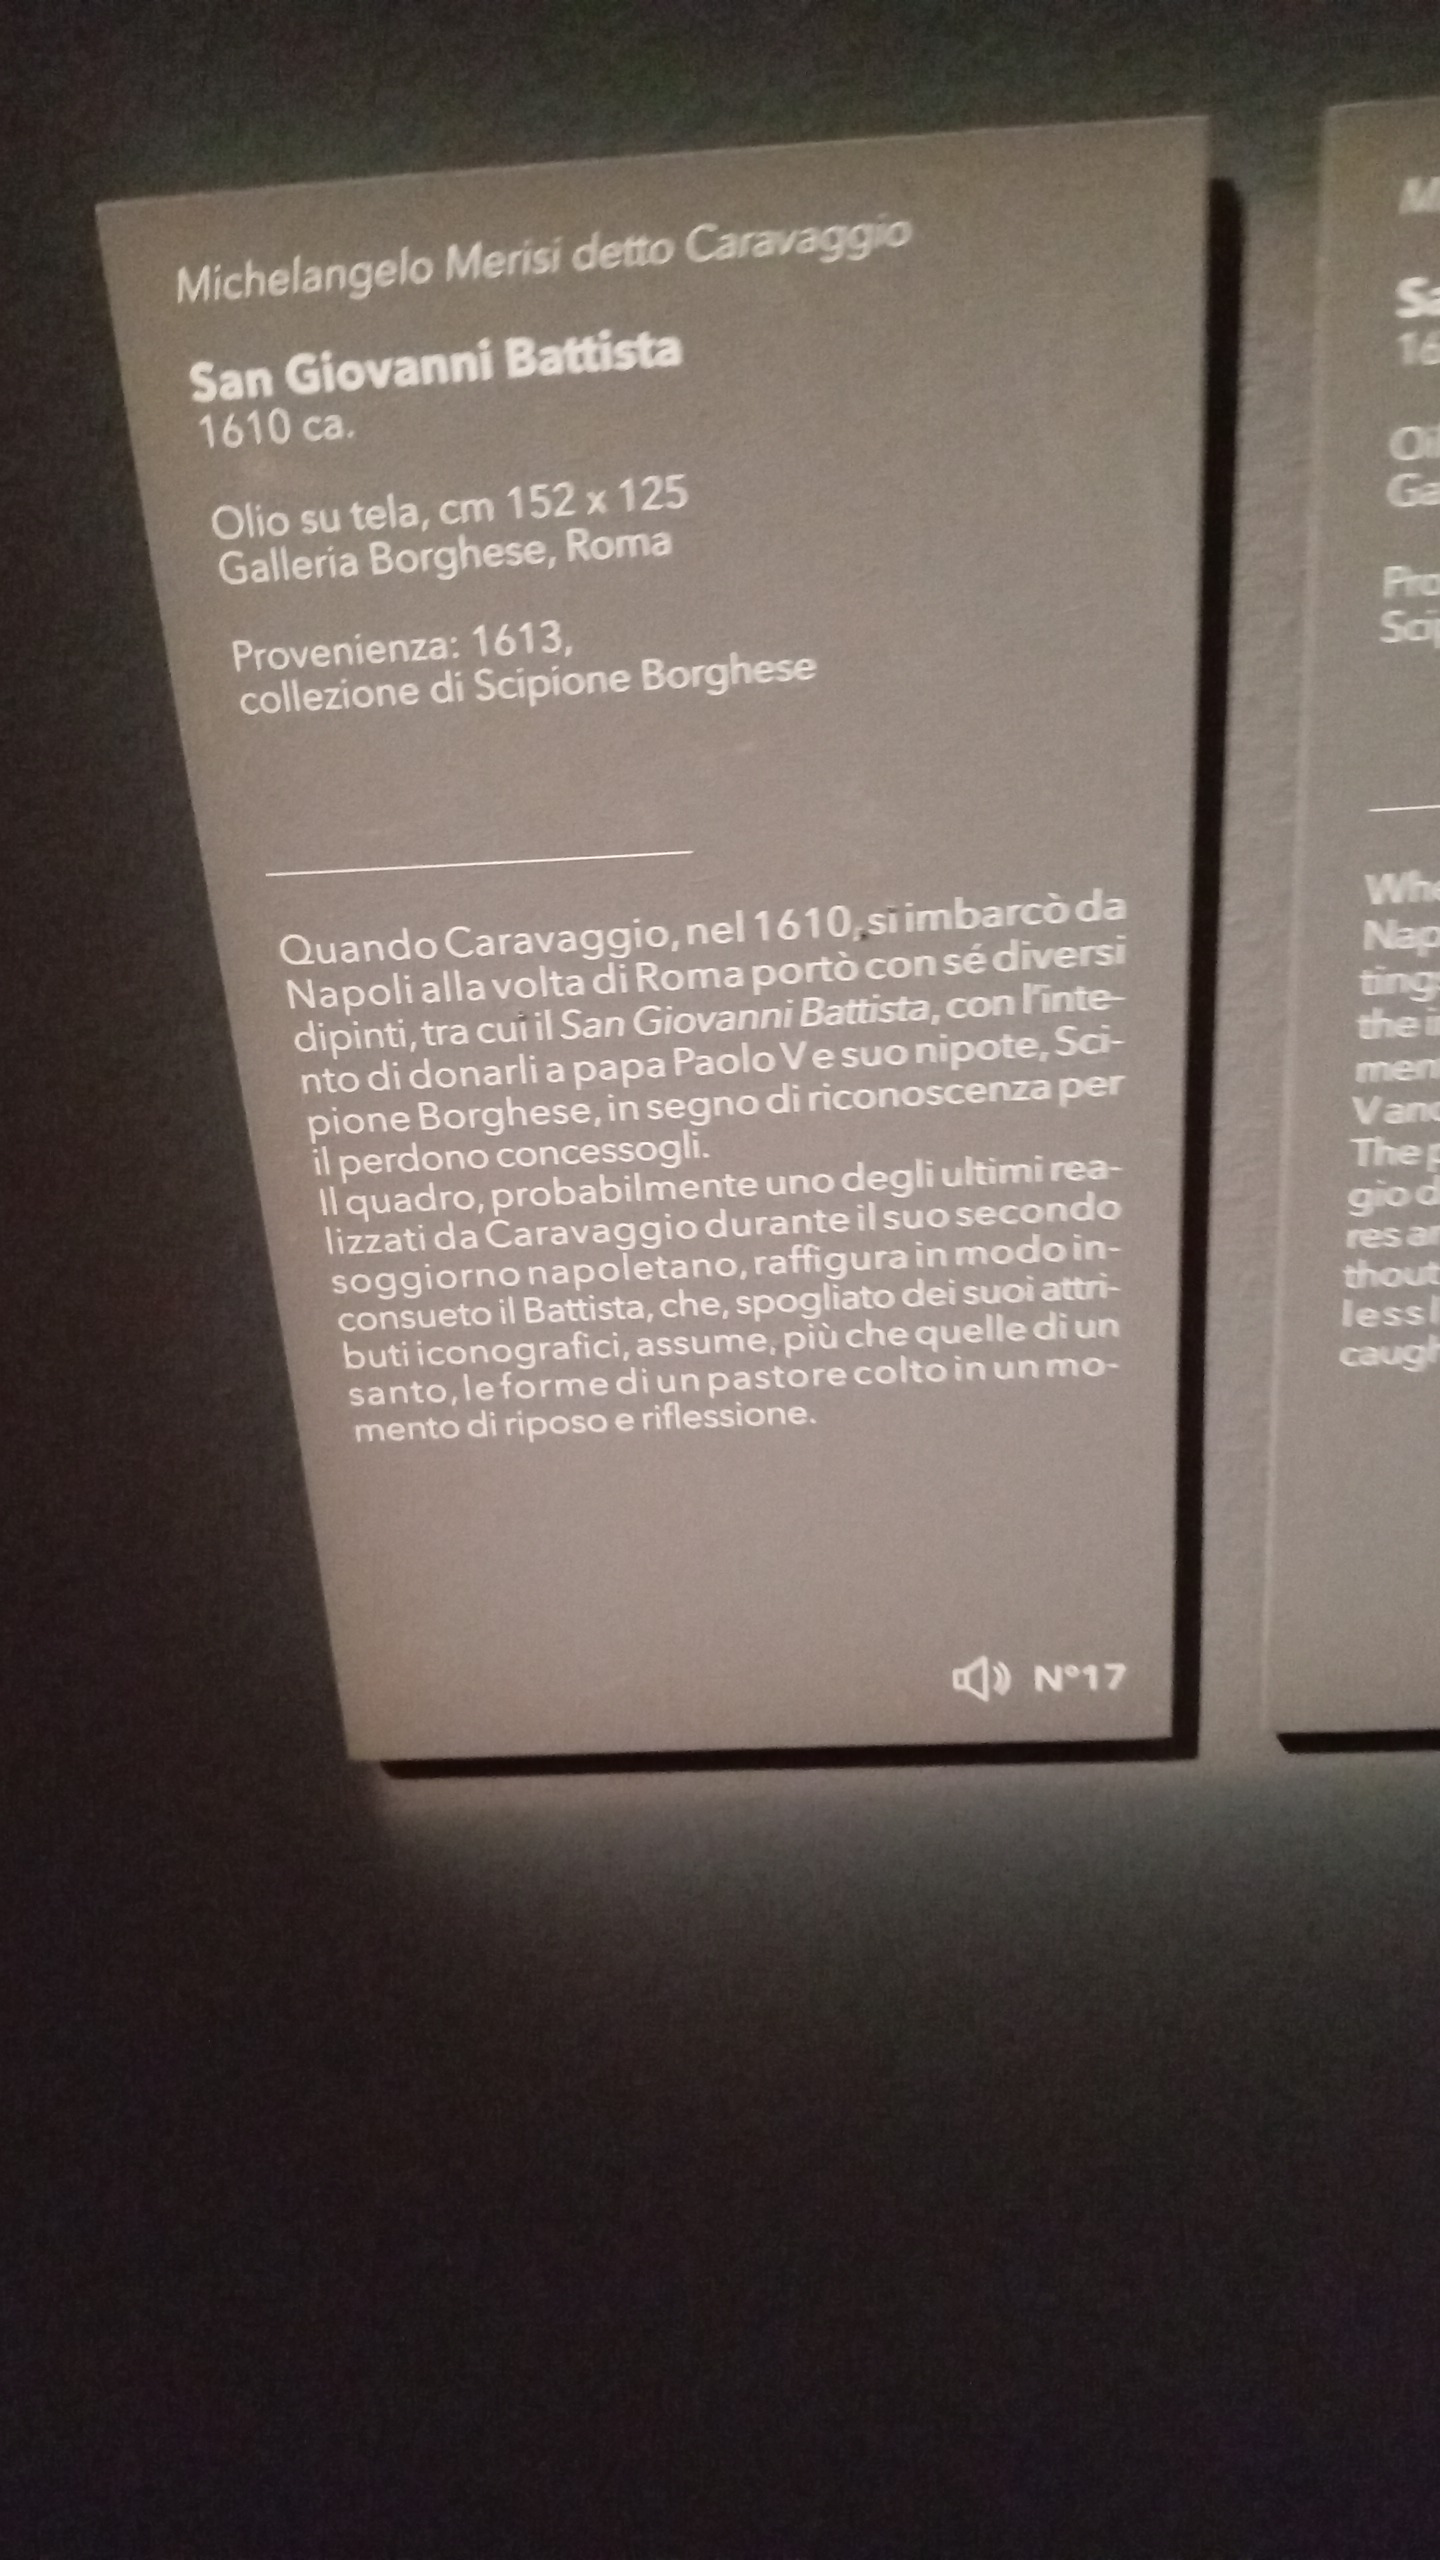 Michelangelo Merisi detto Caravaggio
San Giovanni Battista
1610 ca.
Olio su tela, cm 152 x 125
Galleria Borghese, Roma
Provenienza: 1613,
collezione di Scipione Borghese
Quando Caravaggio, nel 1610, si imbarcò da
Napoli alla volta di Roma portò con sé diversi
dipinti, tra cui il San Giovanni Battista, con l'inte-
nto di donarli a papa Paolo V e suo nipote, Sci-
pione Borghese, in segno di riconoscenza per
il perdono concessogli.
Il quadro, probabilmente uno degli ultimi rea-
lizzati da Caravaggio durante il suo secondo
soggiorno napoletano, raffigura in modo in-
consueto il Battista, che, spogliato dei suoi attri-
buti iconografici, assume, più che quelle di un
santo, le forme di un pastore colto in un mo-
mento di riposo e riflessione.
N°17
16
Oil
the
V and
The